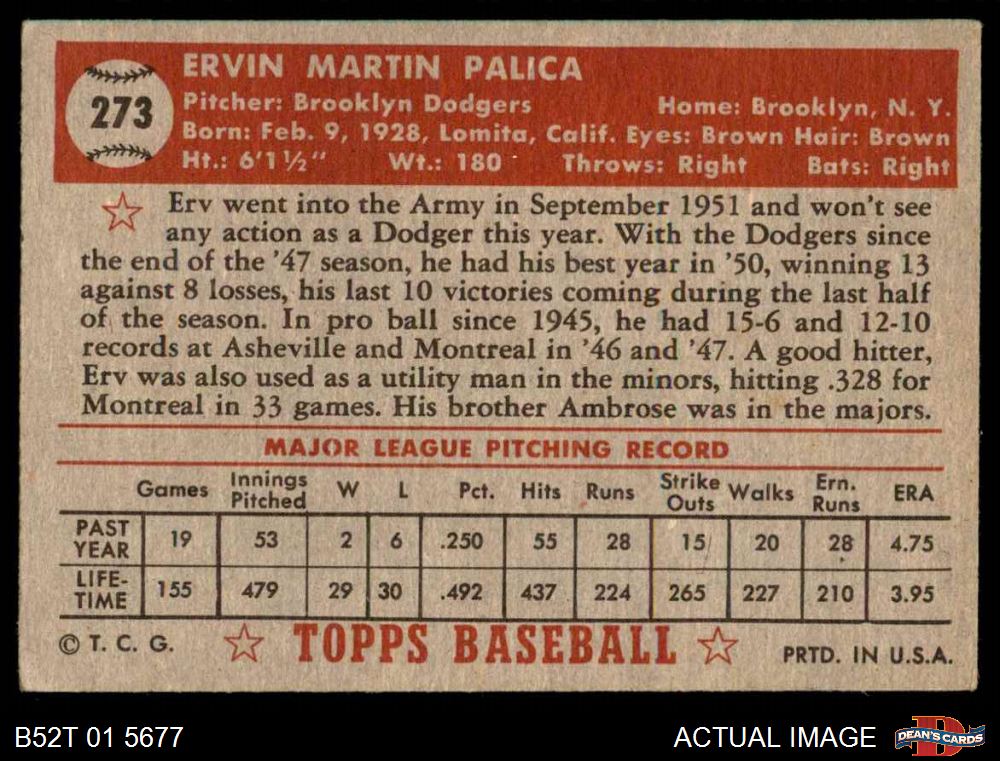 ERVIN MARTIN PALICA
273
Pitcher: Brooklyn Dodgers Home: Brooklyn, N. Y.
Born: Feb. 9, 1928, Lomita, Calif. Eyes: Brown Hair: Brown
Ht.: 6'1½" Wt.: 180 Throws: Right Bats: Right
Erv went into the Army in September 1951 and won't see
any action as a Dodger this year. With the Dodgers since
the end of the '47 season, he had his best year in '50, winning 13
against 8 losses, his last 10 victories coming during the last half
of the season. In pro ball since 1945, he had 15-6 and 12-10
records at Asheville and Montreal in '46 and '47. A good hitter,
Erv was also used as a utility man in the minors, hitting .328 for
Montreal in 33 games. His brother Ambrose was in the majors.
MAJOR LEAGUE PITCHING RECORD
Games Innings Pitched W L Pct. Hits Runs Strike Outs Walks Ern. Runs ERA
PAST YEAR 19 53 2 6 .250 55 28 15 20 28 4.75
LIFE-TIME 155 479 29 30 .492 437 224 265 227 210 3.95
© T. C. G. ☆ TOPPS BASEBALL ☆ PRTD. IN U.S.A.
B52T 01 5677 ACTUAL IMAGE DEAN'S CARDS